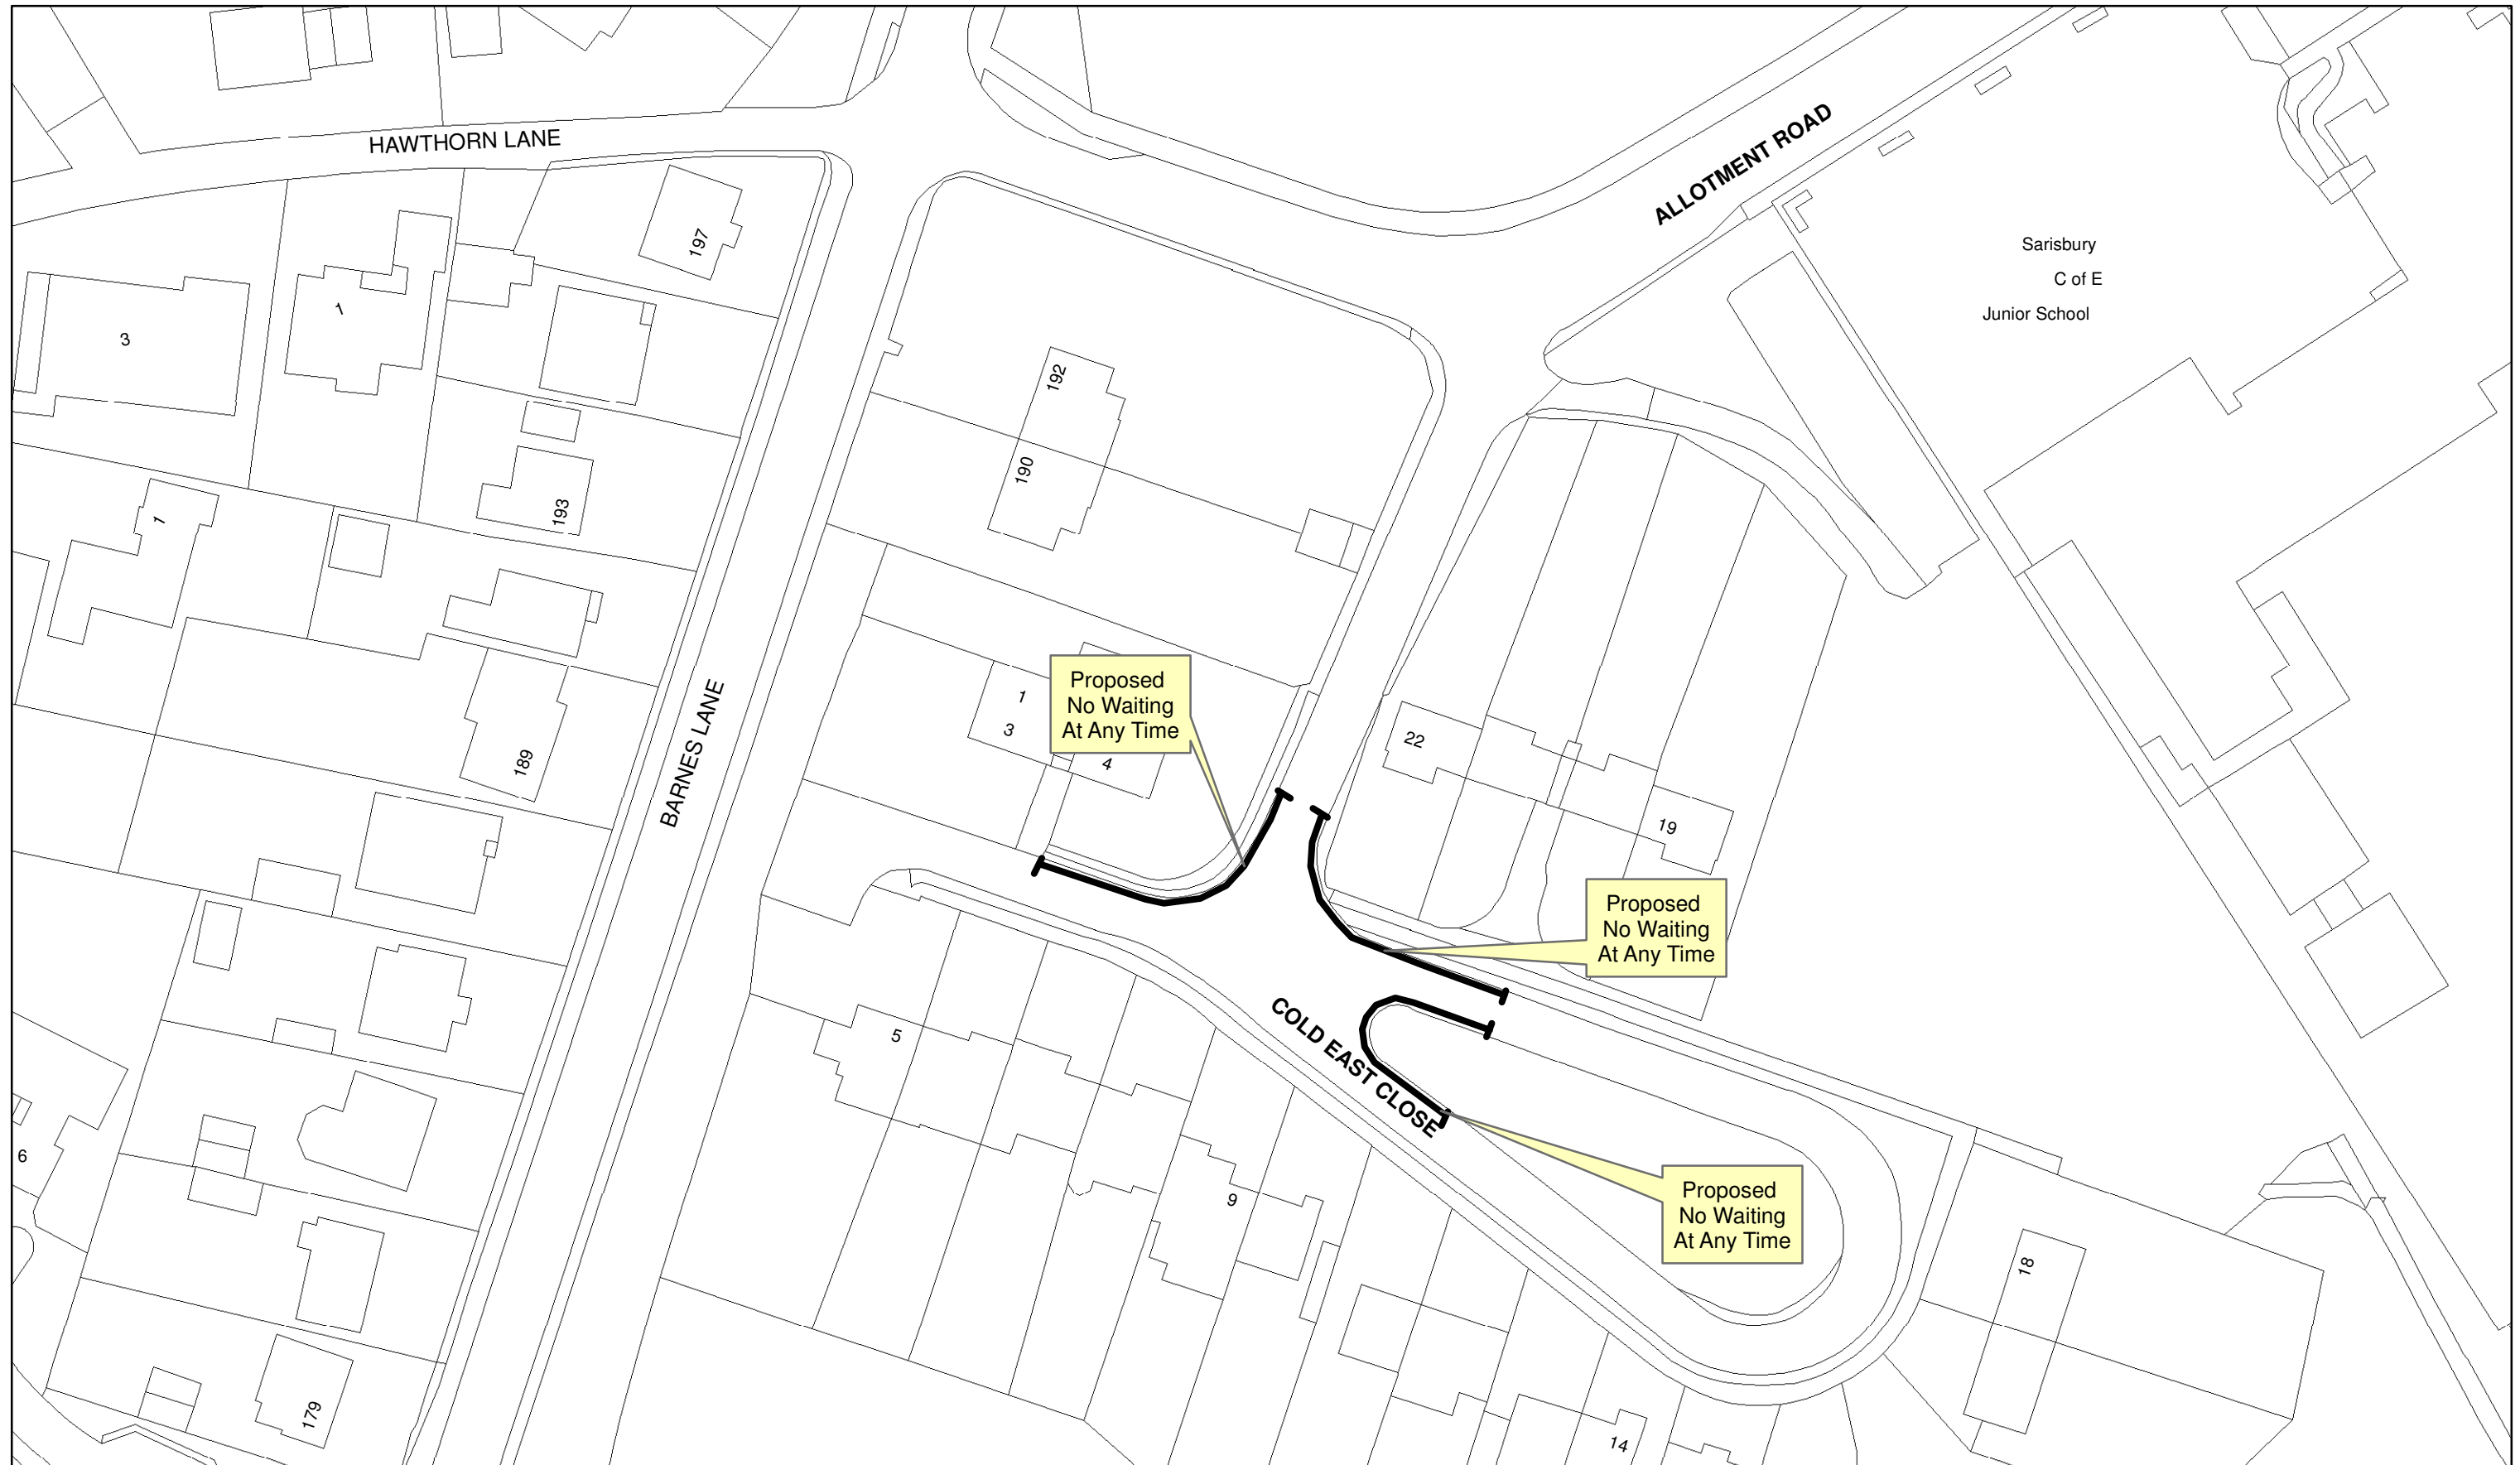 HAWTHORN LANE
ALLOTMENT ROAD
197
Sarisbury
C of E
Junior School
1
3
192
190
193
1
BARNES LANE
189
1
3
4
Proposed
No Waiting
At Any Time
22
19
Proposed
No Waiting
At Any Time
COLD EAST CLOSE
5
6
9
Proposed
No Waiting
At Any Time
18
179
14